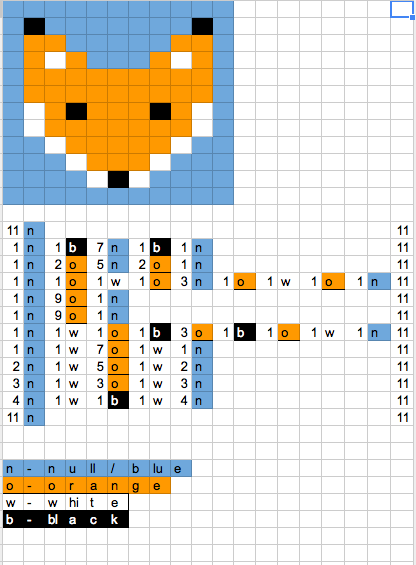 11 n 11
1 n 1 b 7 n 1 b 1 n 11
1 n 2 o 5 n 2 o 1 n 11
1 n 1 o 1 w 1 o 3 n 1 o 1 w 1 o 1 n 11
1 n 9 o 1 n 11
1 n 9 o 1 n 11
1 n 1 w 1 o 1 b 3 o 1 b 1 o 1 w 1 n 11
1 n 1 w 7 o 1 w 1 n 11
2 n 1 w 5 o 1 w 2 n 11
3 n 1 w 3 o 1 w 3 n 11
4 n 1 w 1 b 1 w 4 n 11
11 n 11
n - null / blue
o - orange
w - white
b - black